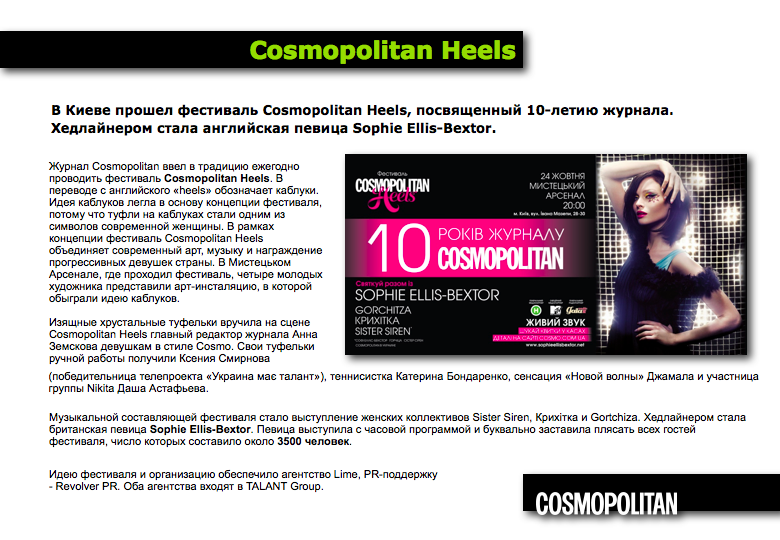 Cosmopolitan Heels
В Киеве прошел фестиваль Cosmopolitan Heels, посвященный 10-летию журнала.
Хедлайнером стала английская певица Sophie Ellis-Bextor.
Журнал Cosmopolitan ввел в традицию ежегодно
проводить фестиваль Cosmopolitan Heels. В
переводе с английского «heels» обозначает каблуки.
Идея каблуков легла в основу концепции фестиваля,
потому что туфли на каблуках стали одним из
символов современной женщины. В рамках
концепции фестиваль Cosmopolitan Heels
объединяет современный арт, музыку и награждение
прогрессивных девушек страны. В Мистецьком
Арсенале, где проходил фестиваль, четыре молодых
художника представили арт-инсталяцию, в которой
обыграли идею каблуков.
Изящные хрустальные туфельки вручила на сцене
Cosmopolitan Heels главный редактор журнала Анна
Земскова девушкам в стиле Cosmo. Свои туфельки
ручной работы получили Ксения Смирнова
(победительница телепроекта «Украина має талант»), теннисистка Катерина Бондаренко, сенсация «Новой волны» Джамала и участница
группы Nikita Даша Астафьева.
Музыкальной составляющей фестиваля стало выступление женских коллективов Sister Siren, Крихітка и Gortchiza. Хедлайнером стала
британская певица Sophie Ellis-Bextor. Певица выступила с часовой программой и буквально заставила плясать всех гостей
фестиваля, число которых составило около 3500 человек.
Идею фестиваля и организацию обеспечило агентство Lime, PR-поддержку
- Revolver PR. Оба агентства входят в TALANT Group.
Фестиваль
COSMOPOLITAN
Heels
24 ЖОВТНЯ
МИСТЕЦЬКИЙ
АРСЕНАЛ
20:00
м. Київ, вул. Івана Мазепи, 28-30
10 РОКІВ ЖУРНАЛУ
COSMOPOLITAN
Святкуй разом із
SOPHIE ELLIS-BEXTOR
GORCHITZA
КРИХІТКА
SISTER SIREN
MTV
Gala
ЖИВИЙ ЗВУК
ШУКАЙ КВИТКИ У КАСАХ
ДЕТАЛІ НА САЙТІ COSMO.COM.UA
www.sophieellisbextor.net
COSMOPOLITAN